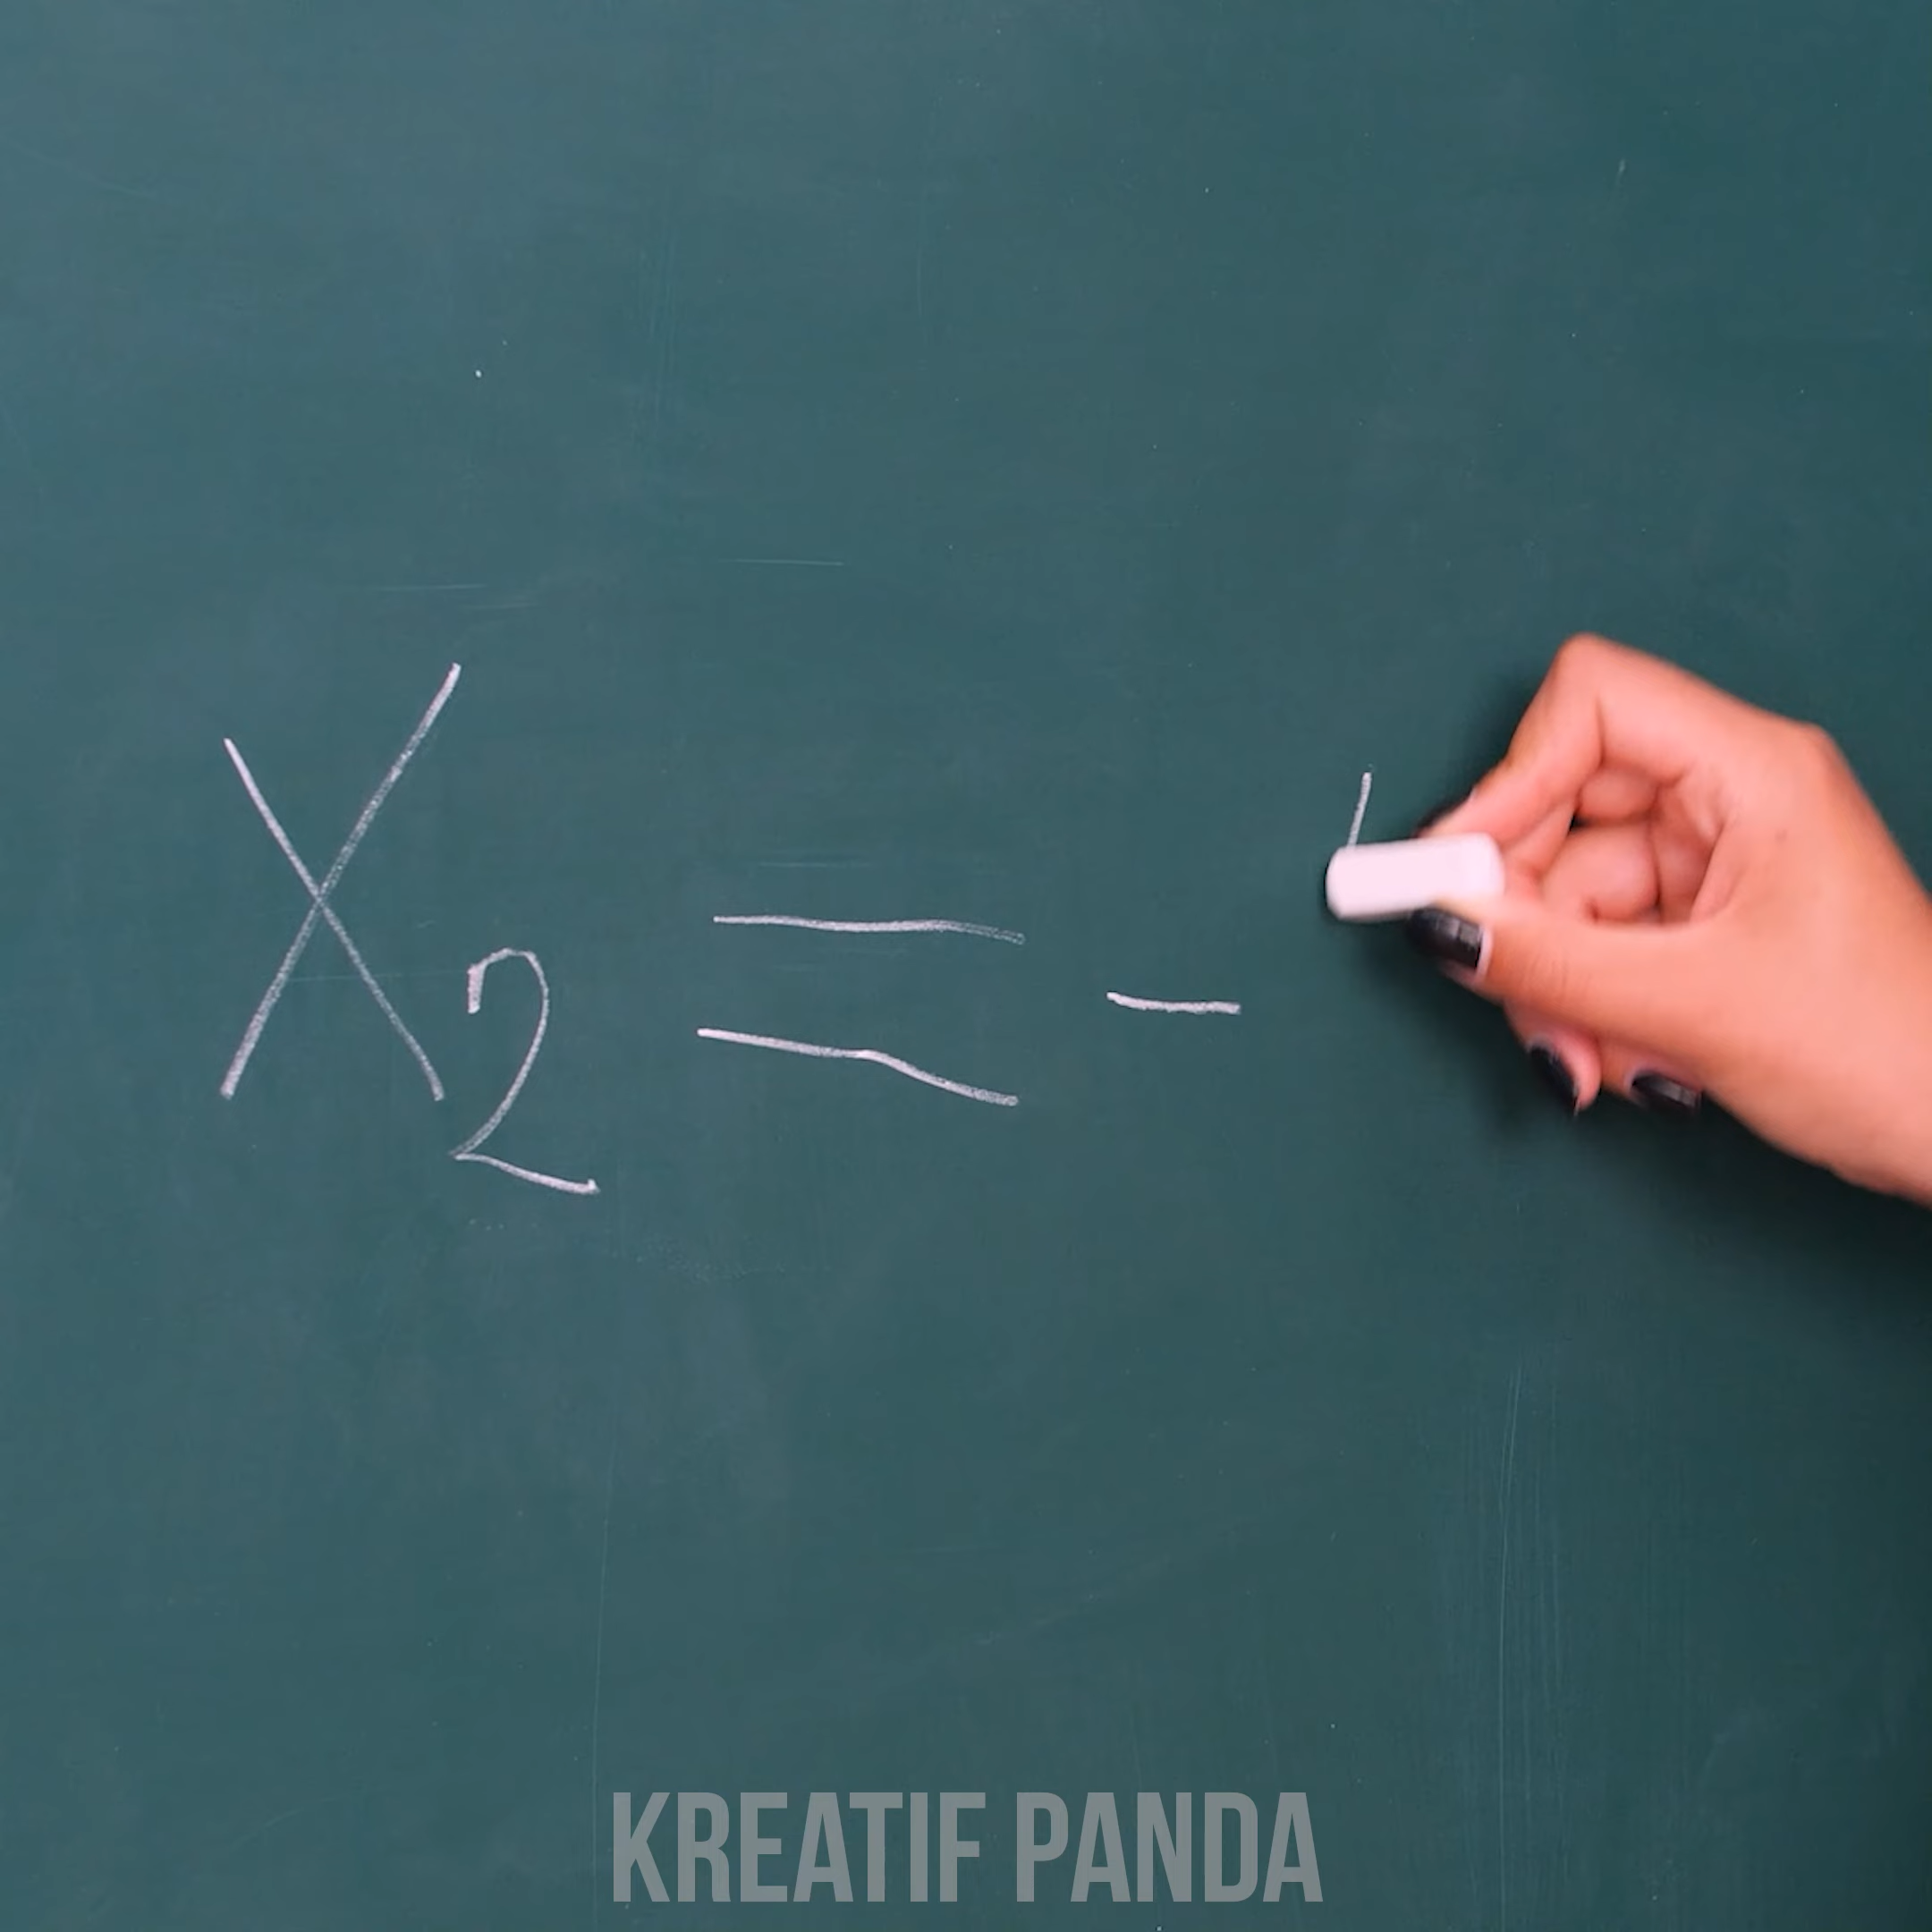 X₂ = -
KREATIF PANDA